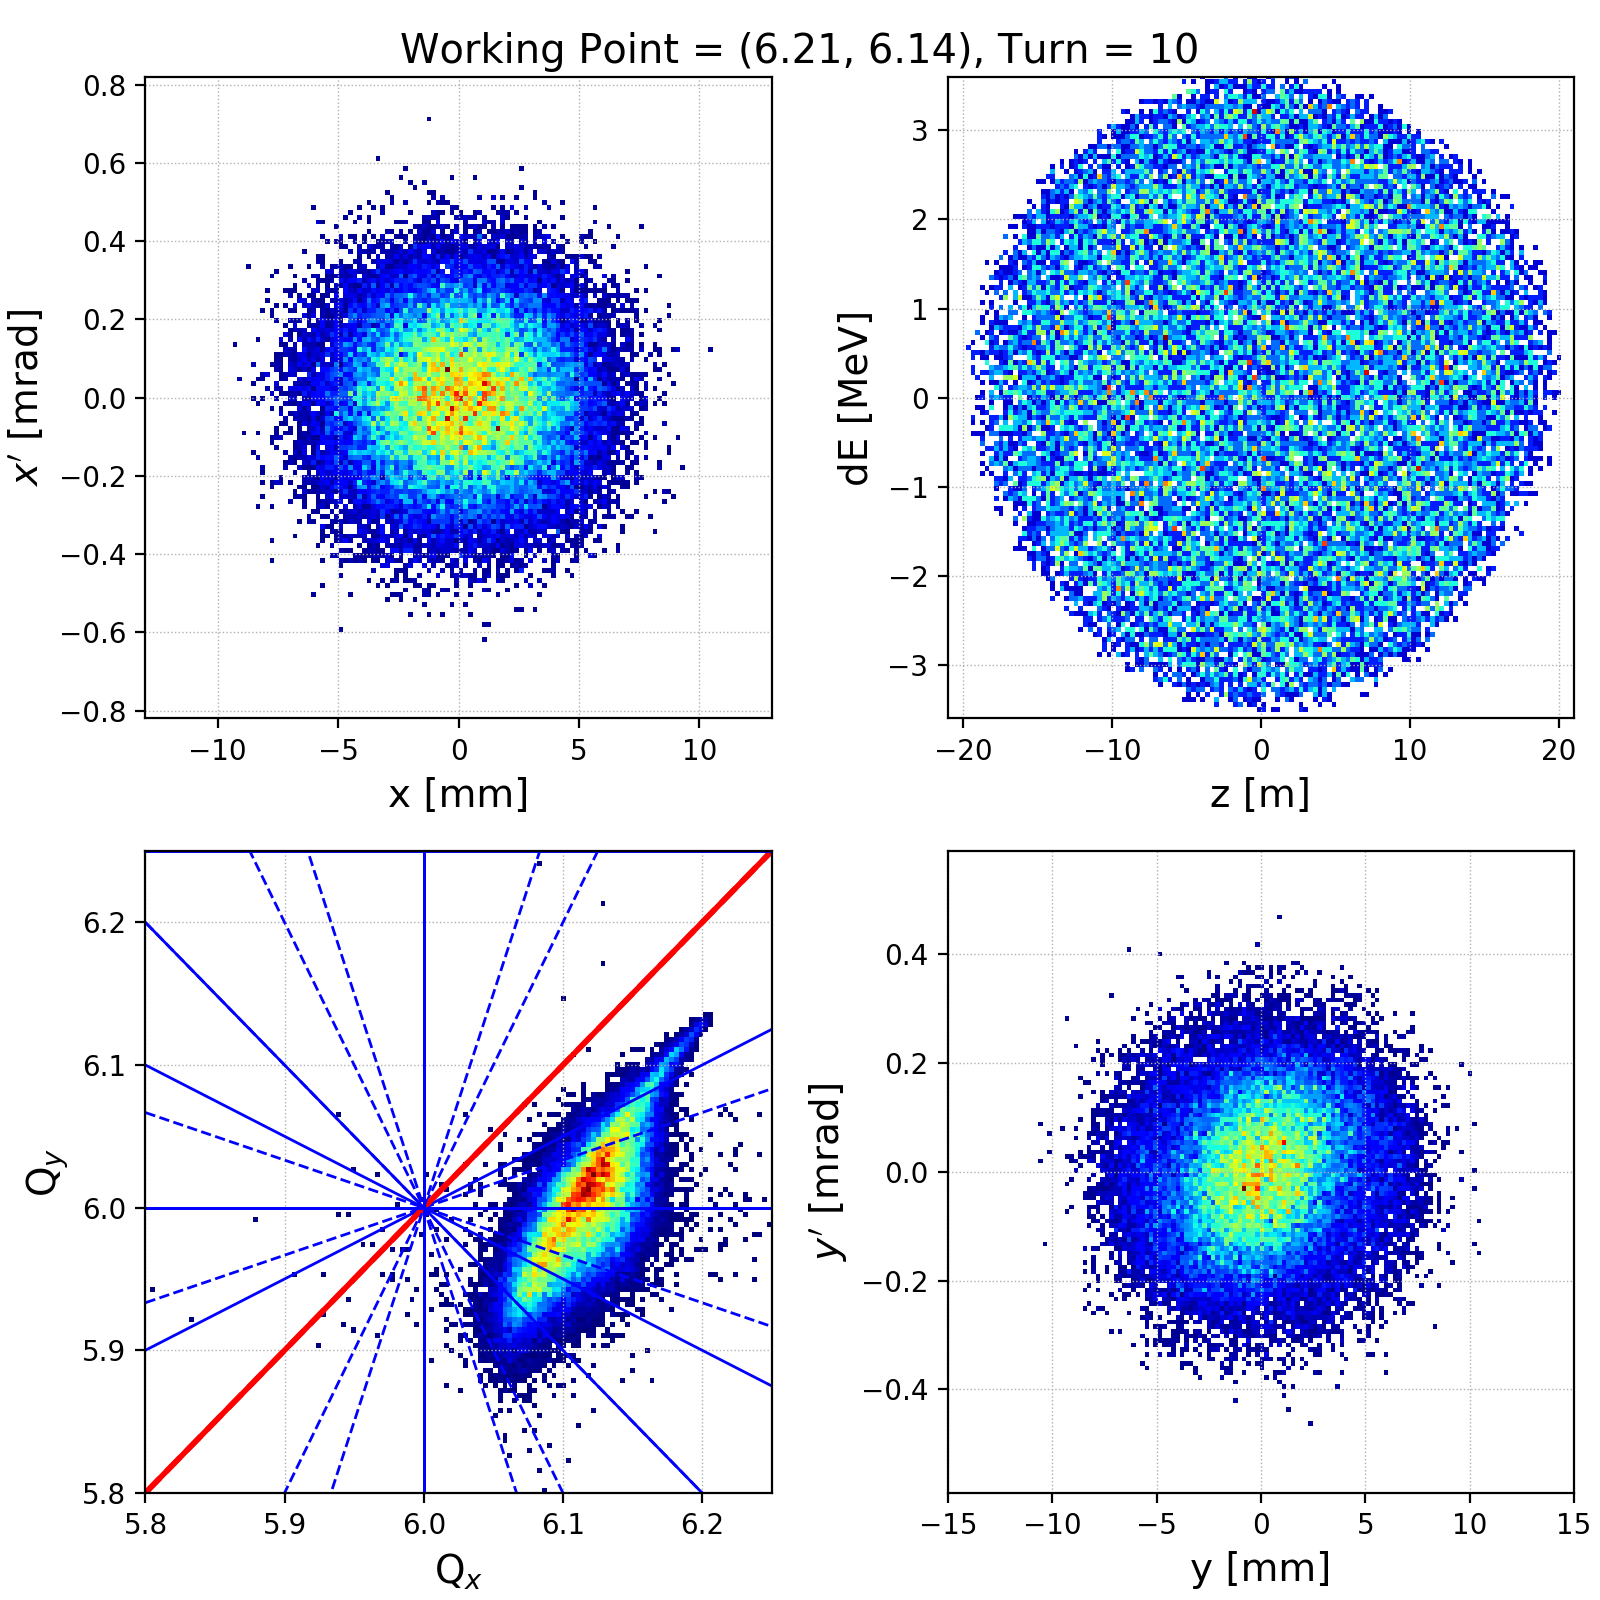 Working Point = (6.21, 6.14), Turn = 10
0.8
0.6
0.4
0.2
0.0
−0.2
−0.4
−0.6
−0.8
x′ [mrad]
−10 −5 0 5 10
x [mm]
3
2
1
0
−1
−2
−3
dE [MeV]
−20 −10 0 10 20
z [m]
6.2
6.1
6.0
5.9
5.8
Qy
5.8 5.9 6.0 6.1 6.2
Qx
0.4
0.2
0.0
−0.2
−0.4
y′ [mrad]
−15 −10 −5 0 5 10 15
y [mm]